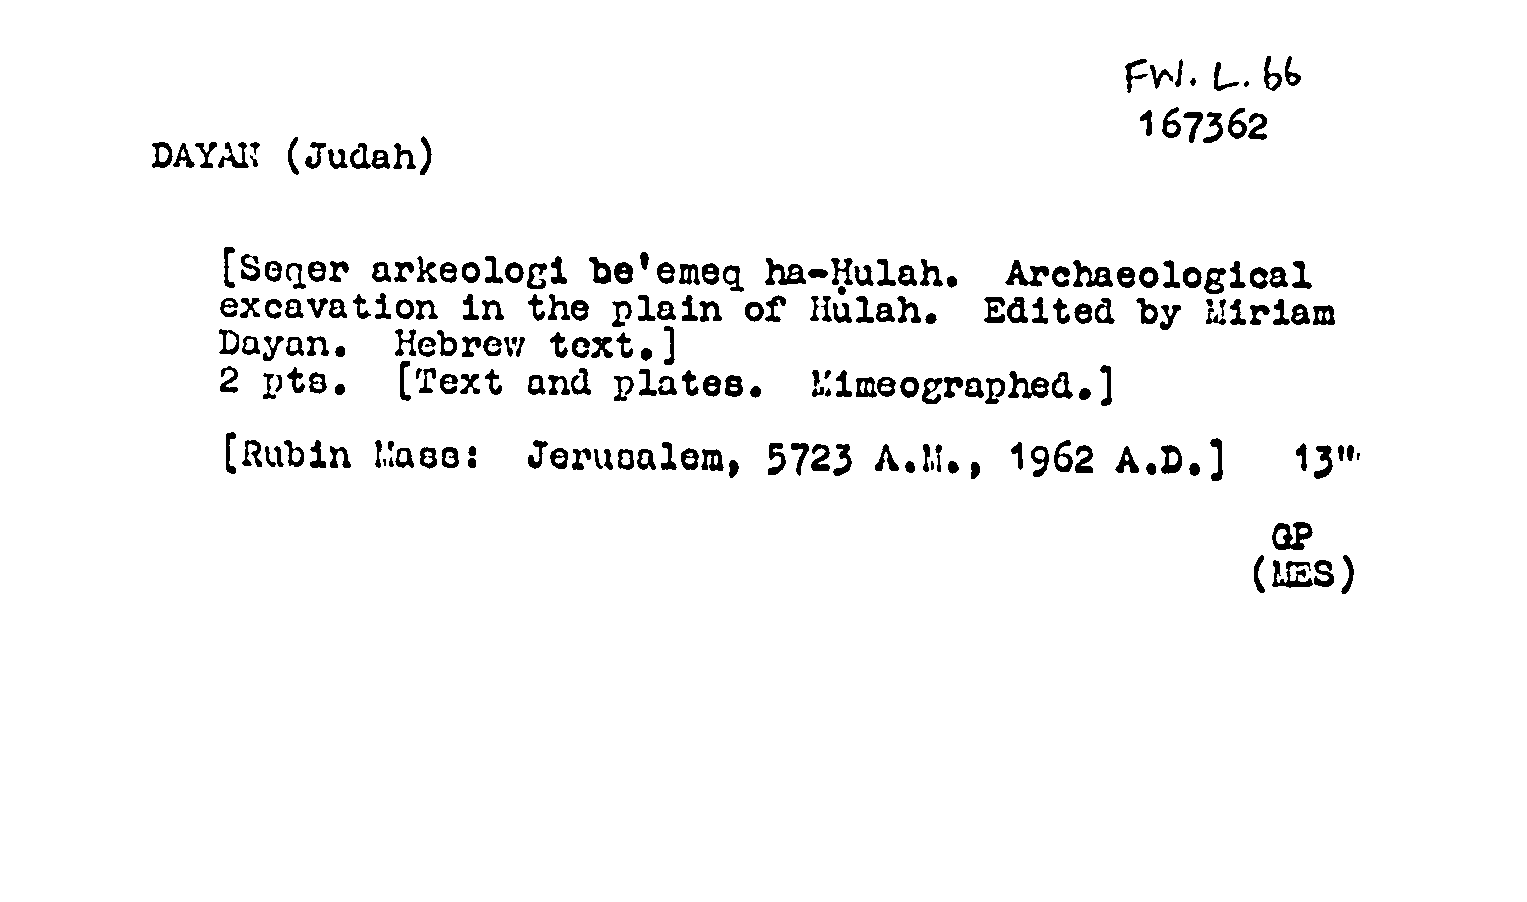 FW. L. 66
167362
DAYAN (Judah)
[Seqer arkeologi be'emeq ha-Ḥulah. Archaeological
excavation in the plain of Ḥulah. Edited by Miriam
Dayan. Hebrew text.]
2 pts. [Text and plates. Mimeographed.]
[Rubin Mass: Jerusalem, 5723 A.M., 1962 A.D.] 13"
GP
(MES)